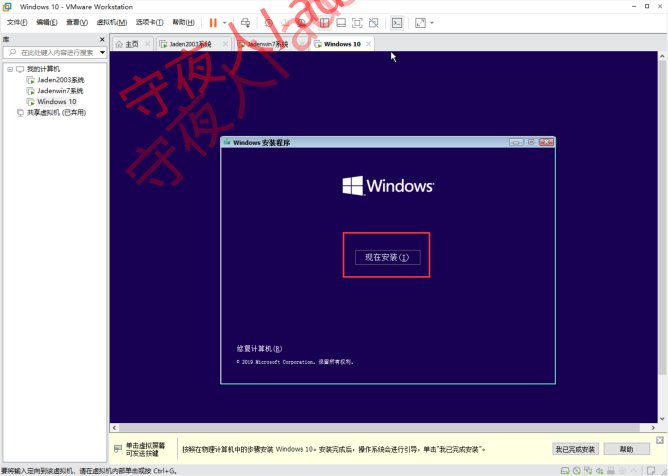 Windows 10 - VMware Workstation
文件(F) 编辑(E) 查看(V) 虚拟机(M) 选项卡(T) 帮助(H)
库
在此处键入内容进行搜索
主页 Jaden2003系统 Jadenwin7系统 Windows 10
我的计算机
Jaden2003系统
Jadenwin7系统
Windows 10
共享虚拟机 (已弃用)
守夜人/Jaden
守夜人/Jaden
Windows 安装程序
Windows
现在安装(I)
修复计算机(R)
© 2019 Microsoft Corporation。保留所有权利。
单击虚拟屏幕
可发送按键
按照在物理计算机中的步骤安装 Windows 10。安装完成后，操作系统会进行引导，单击"我已完成安装"。
我已完成安装
帮助
要将输入定向到该虚拟机，请在虚拟机内部单击或按 Ctrl+G。